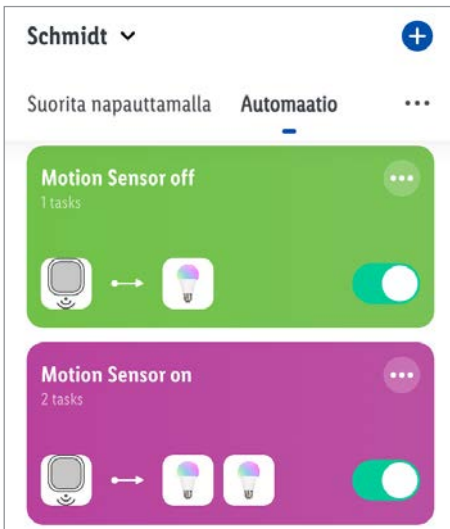 Schmidt
Suorita napauttamalla Automaatio
Motion Sensor off
1 tasks
Motion Sensor on
2 tasks